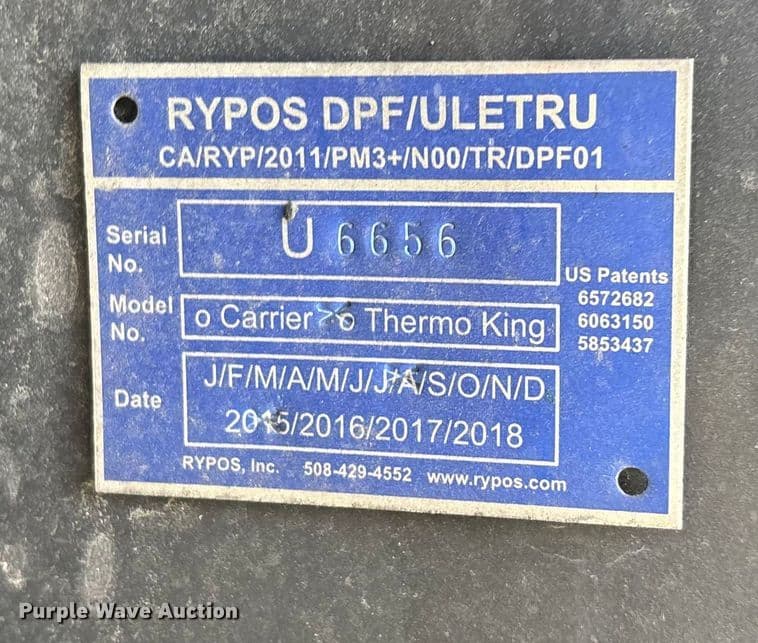 RYPOS DPF/ULETRU
CA/RYP/2011/PM3+/N00/TR/DPF01
Serial No. U 6656
US Patents
6572682
6063150
5853437
Model No. o Carrier o Thermo King
Date J/F/M/A/M/J/J/A/S/O/N/D
2015/2016/2017/2018
RYPOS, Inc. 508-429-4552 www.rypos.com
Purple Wave Auction